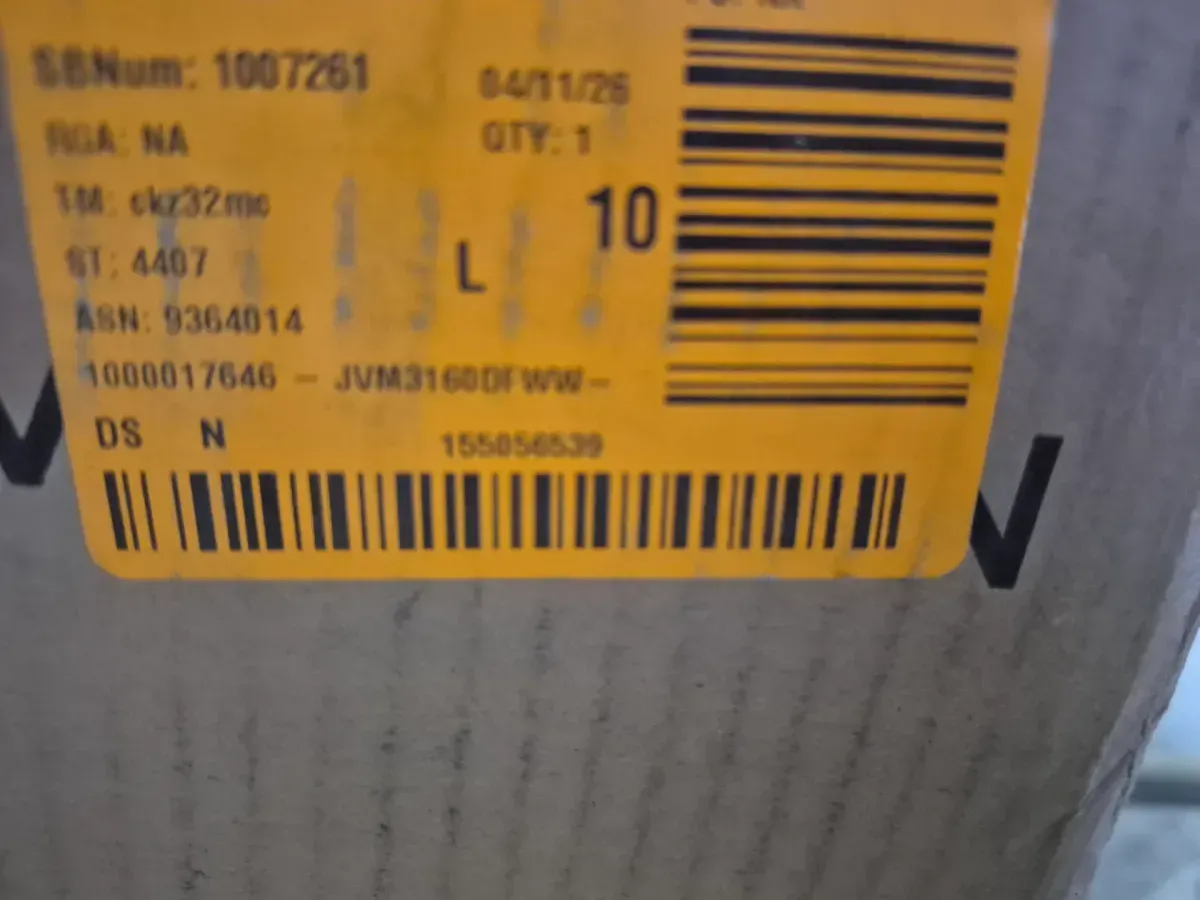 SBNum: 1007261
04/11/26
RGA: NA
QTY: 1
TM: ckz32mc
10
ST: 4407
L
ASN: 9364014
1000017646 - JVM3160DFWW-
DS N
155056539